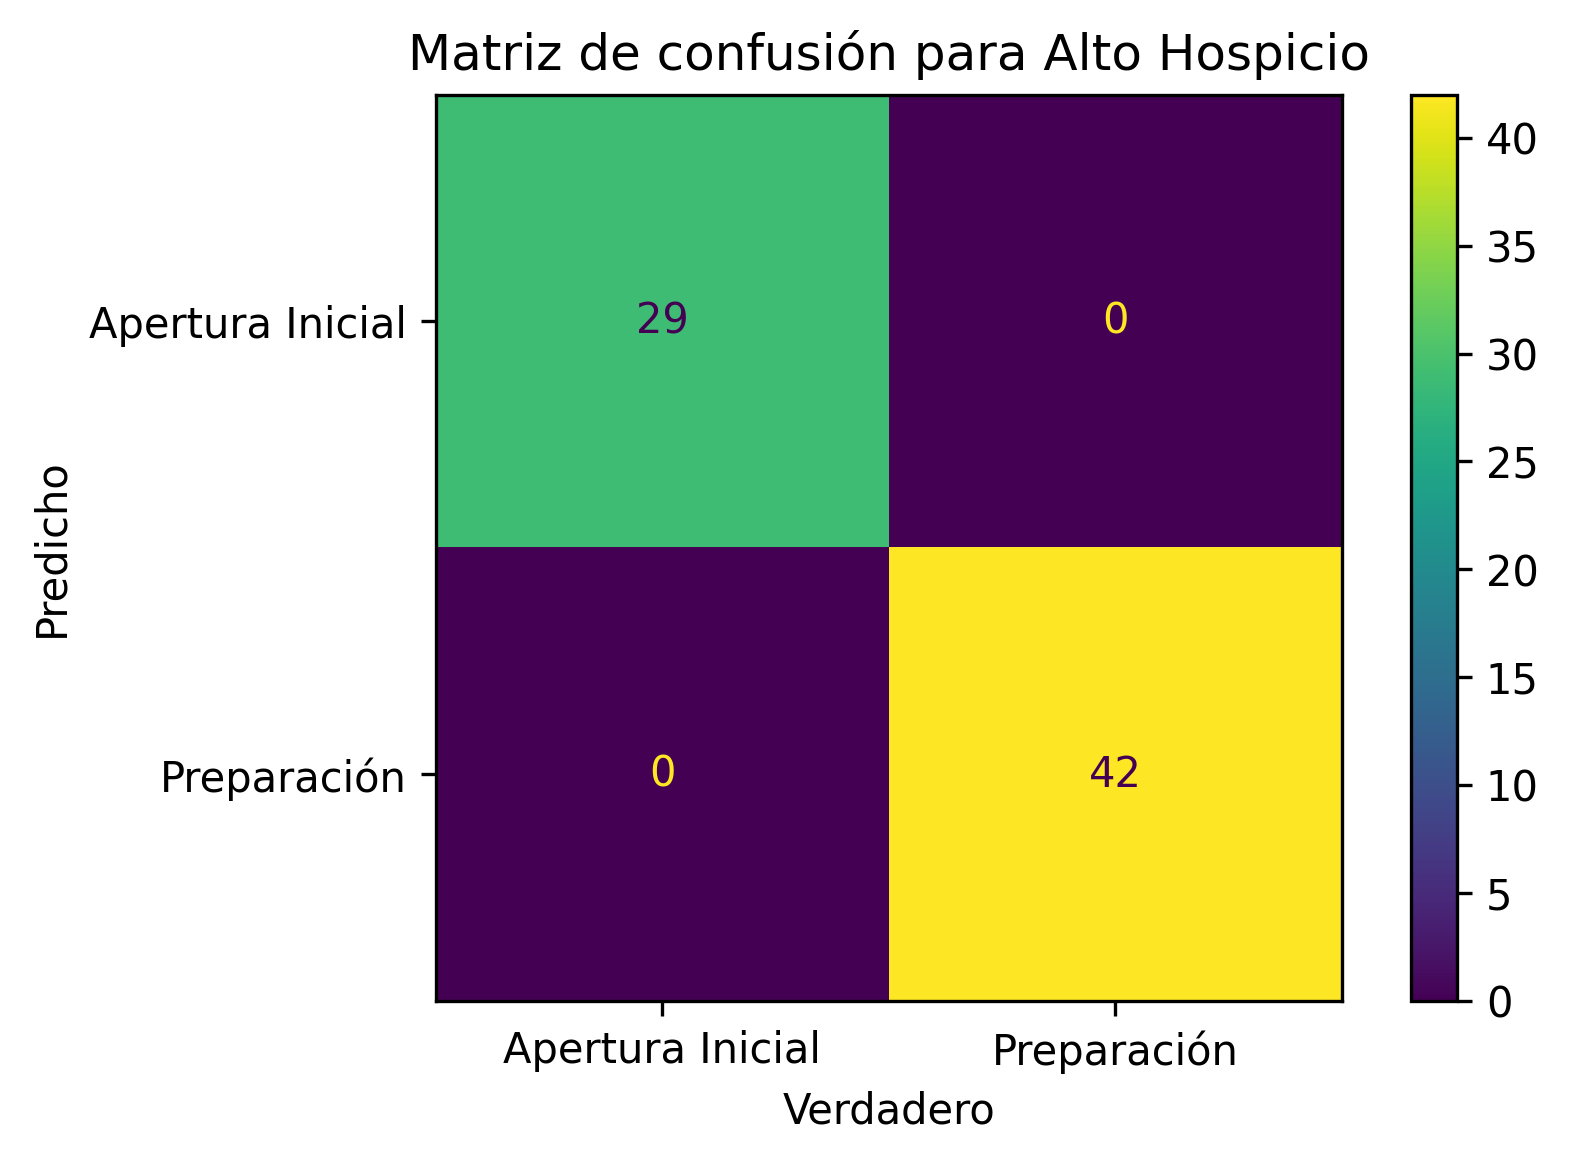 Matriz de confusión para Alto Hospicio
Predicho
Apertura Inicial
29
0
Preparación
0
42
Apertura Inicial
Preparación
Verdadero
40
35
30
25
20
15
10
5
0